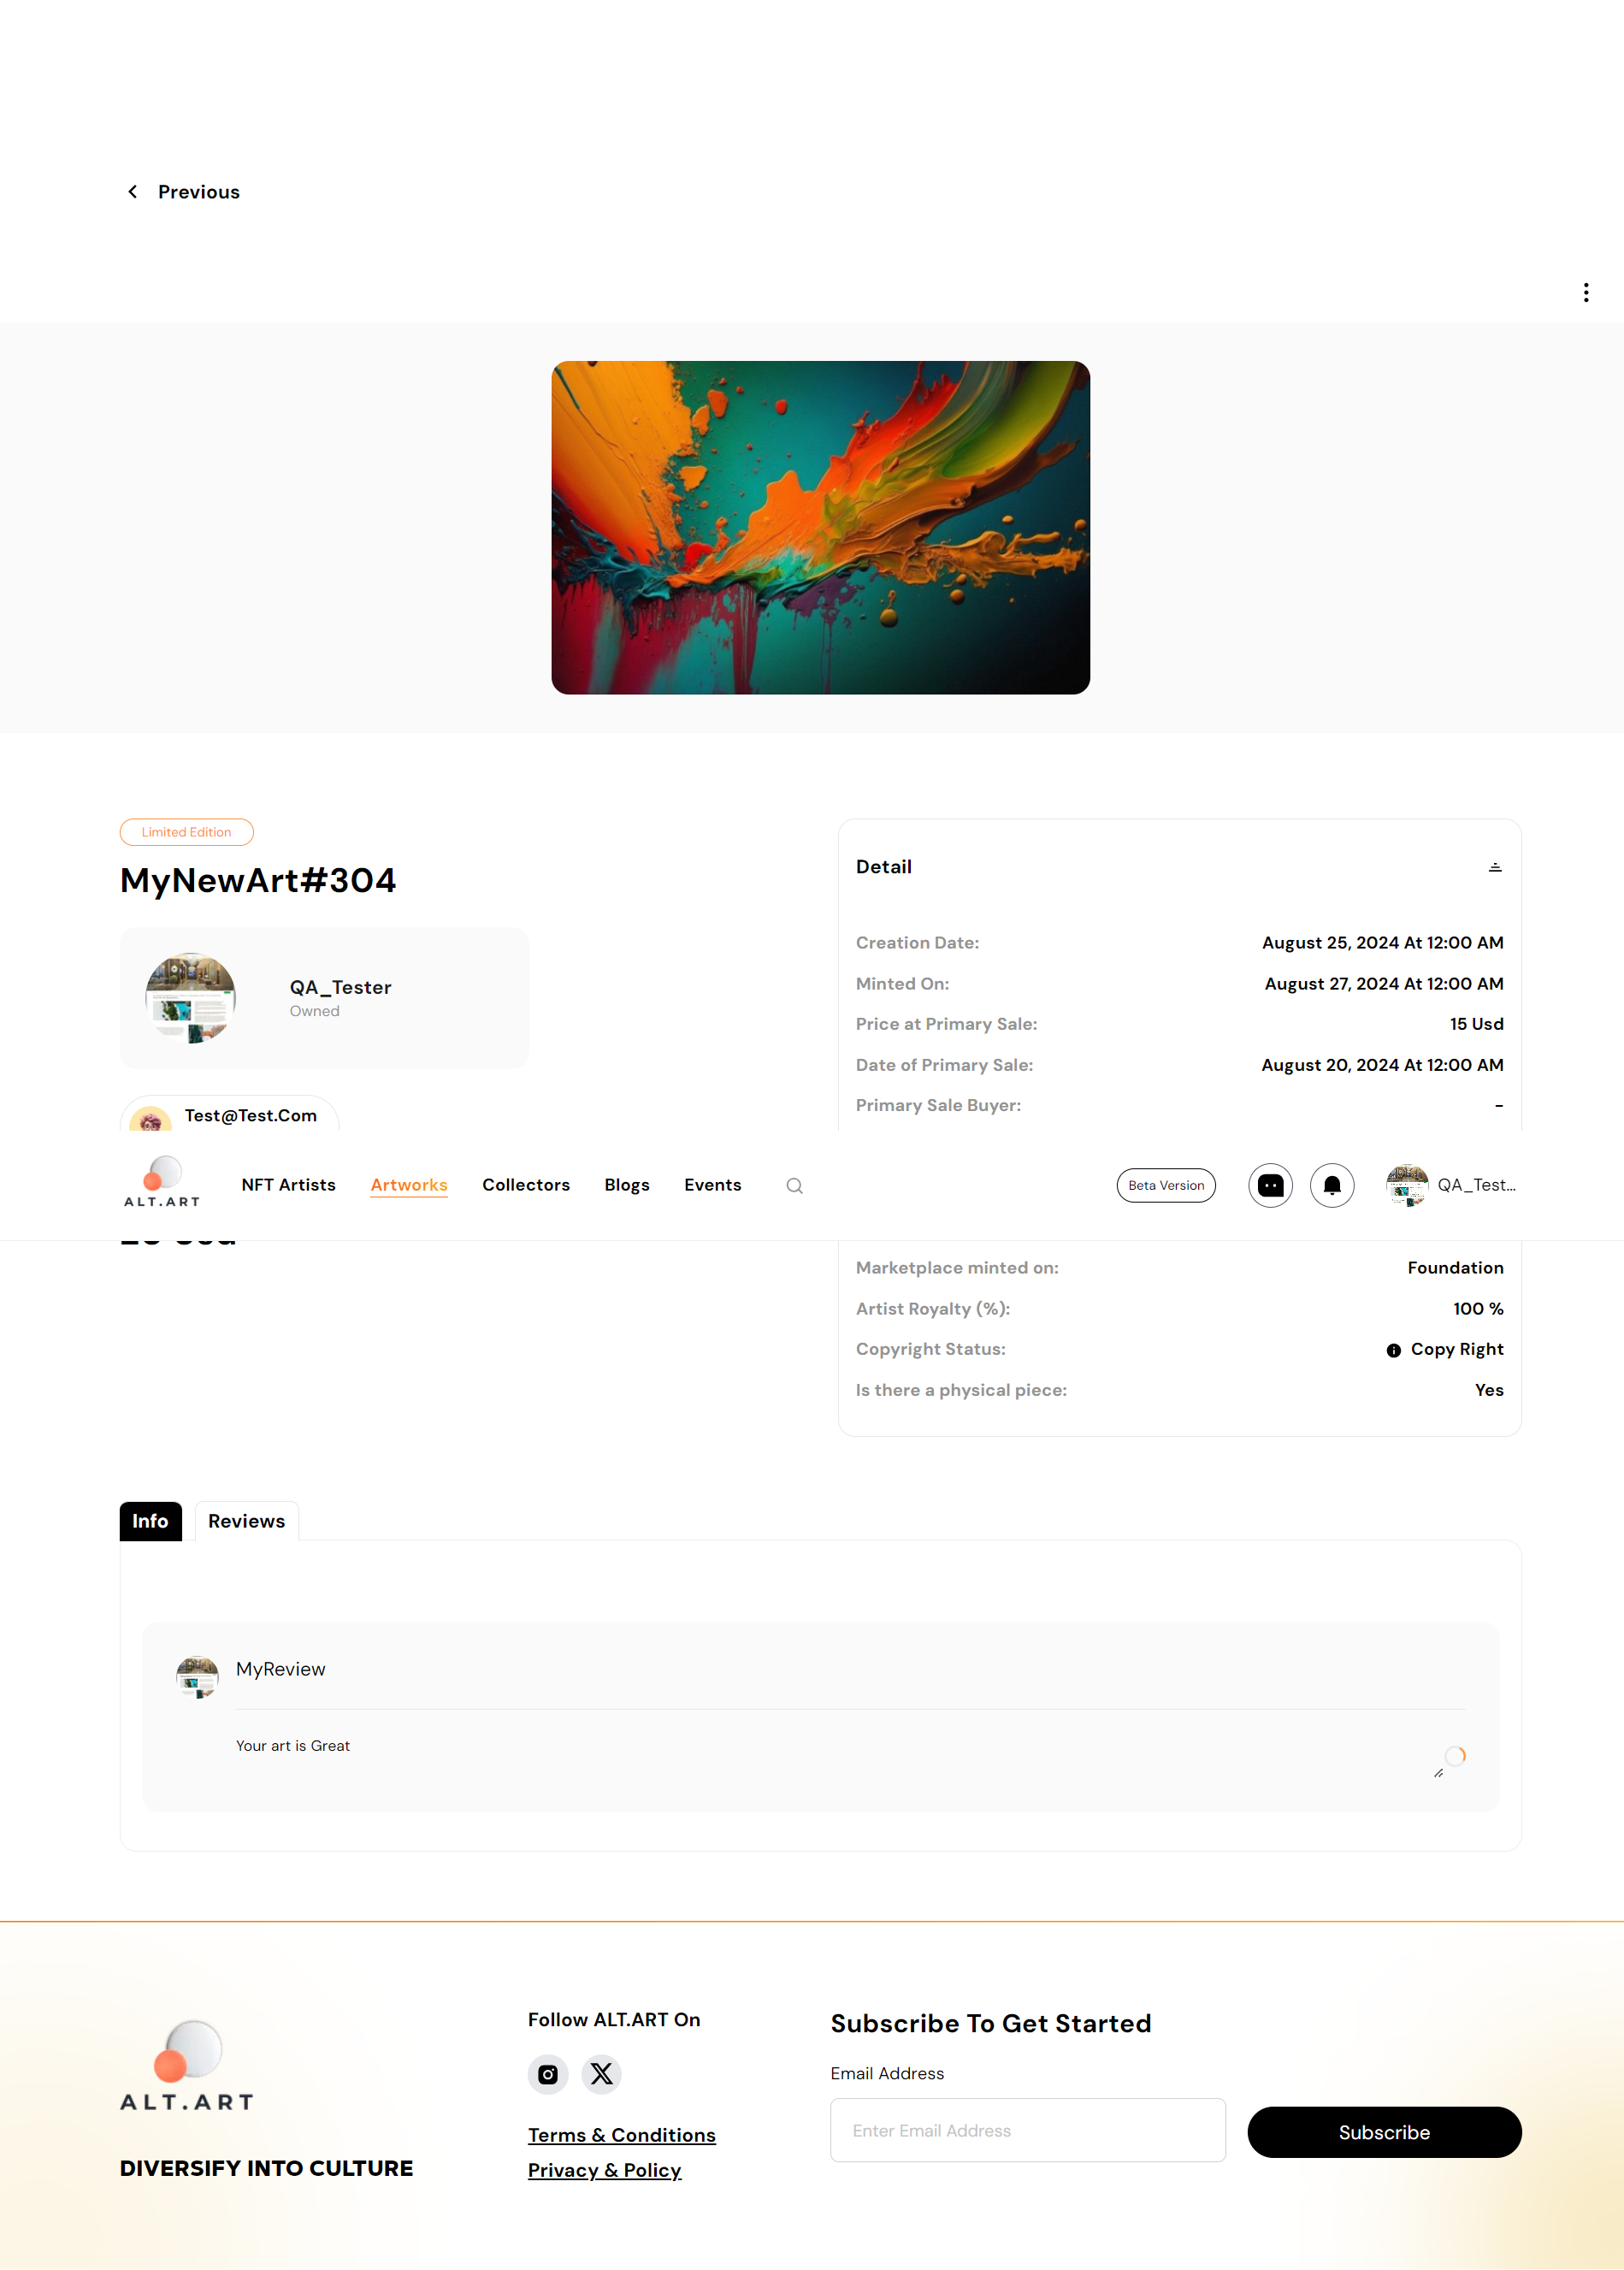 Previous
Limited Edition
MyNewArt#304
QA_Tester
Owned
Test@Test.Com
Detail
Creation Date: August 25, 2024 At 12:00 AM
Minted On: August 27, 2024 At 12:00 AM
Price at Primary Sale: 15 Usd
Date of Primary Sale: August 20, 2024 At 12:00 AM
Primary Sale Buyer: -
ALT.ART
NFT Artists Artworks Collectors Blogs Events
Beta Version
QA_Test...
Marketplace minted on: Foundation
Artist Royalty (%): 100 %
Copyright Status: Copy Right
Is there a physical piece: Yes
Info Reviews
MyReview
Your art is Great
ALT.ART
DIVERSIFY INTO CULTURE
Follow ALT.ART On
Terms & Conditions
Privacy & Policy
Subscribe To Get Started
Email Address
Enter Email Address
Subscribe